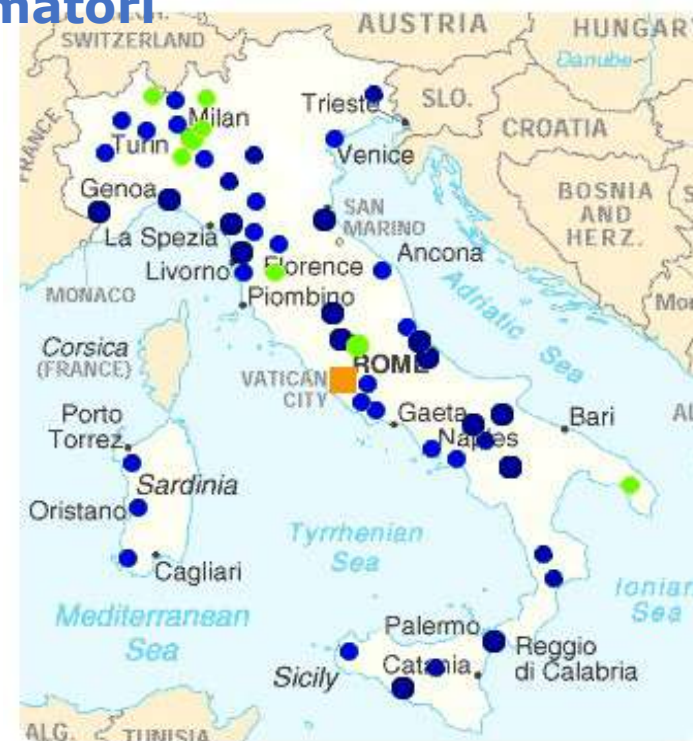 matori
SWITZERLAND
AUSTRIA
HUNGAR
Danube
Trieste
SLO.
CROATIA
Milan
Turin
Venice
FRANCE
Genoa
BOSNIA
AND
HERZ.
SAN
MARINO
La Spezia
Livorno
Florence
Ancona
MONACO
Piombino
Adriatic Sea
Mon
Corsica
(FRANCE)
ROME
VATICAN
CITY
Porto
Torrez
Gaeta
Naples
Bari
AL
Sardinia
Oristano
Tyrrhenian
Sea
Cagliari
Ionian
Sea
Mediterranean
Sea
Palermo
Reggio
di Calabria
Sicily
Catania
ALG.
TUNISIA